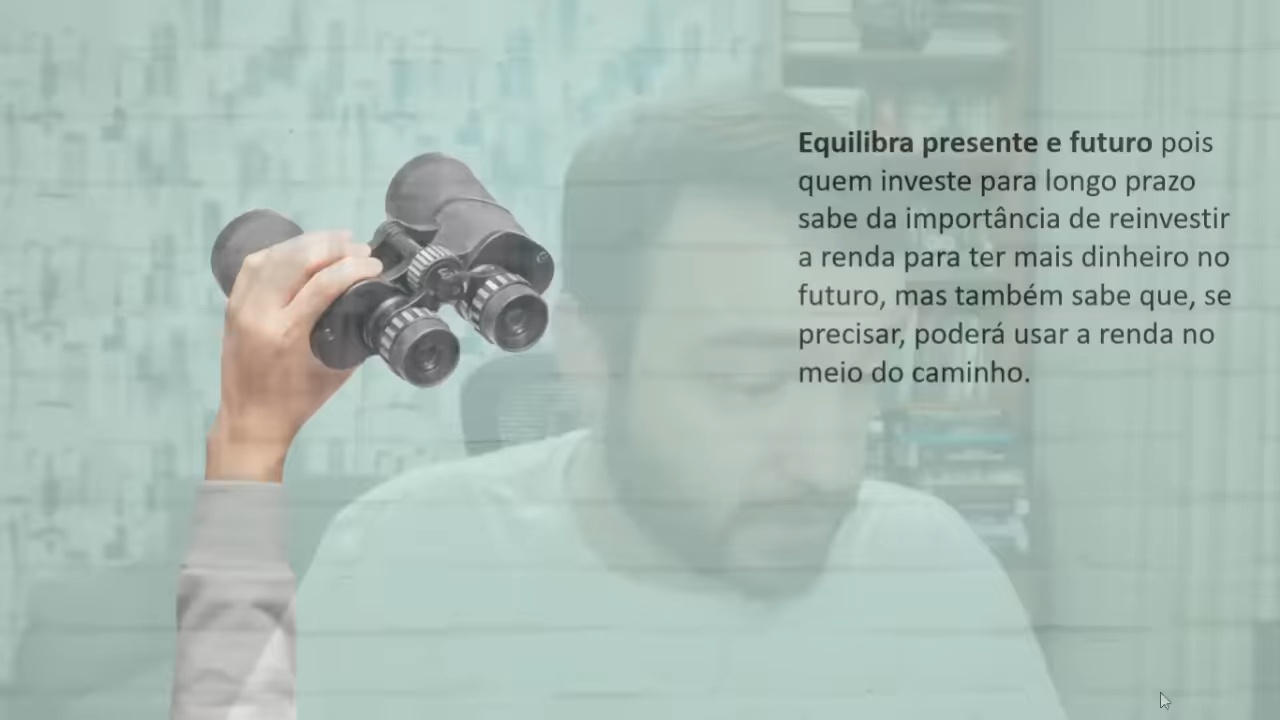 Equilibra presente e futuro pois
quem investe para longo prazo
sabe da importância de reinvestir
a renda para ter mais dinheiro no
futuro, mas também sabe que, se
precisar, poderá usar a renda no
meio do caminho.